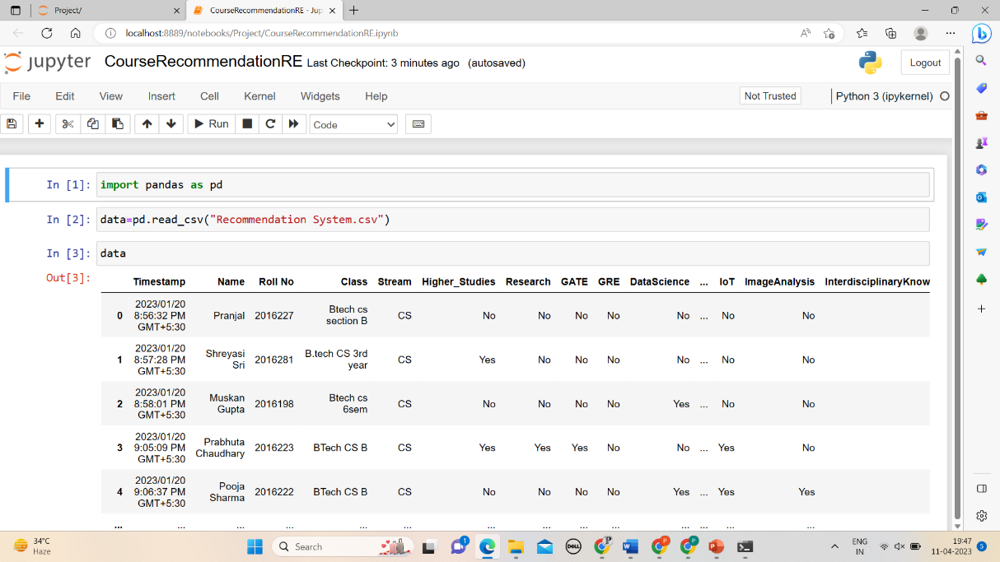 Project/
CourseRecommendationRE - Jup
localhost:8889/notebooks/Project/CourseRecommendationRE.ipynb
jupyter CourseRecommendationRE Last Checkpoint: 3 minutes ago (autosaved)
Logout
File Edit View Insert Cell Kernel Widgets Help
Not Trusted
Python 3 (ipykernel)
Run
Code
In [1]: import pandas as pd
In [2]: data=pd.read_csv("Recommendation System.csv")
In [3]: data
Out[3]:
Timestamp Name Roll No Class Stream Higher_Studies Research GATE GRE DataScience ... IoT ImageAnalysis InterdisciplinaryKnow
2023/01/20
0 8:56:32 PM Pranjal 2016227 Btech cs section B CS No No No No No ... No No
GMT+5:30
2023/01/20
1 8:57:28 PM Shreyasi Sri 2016281 B.tech CS 3rd year CS Yes No No No No ... No No
GMT+5:30
2023/01/20
2 8:58:01 PM Muskan Gupta 2016198 Btech cs 6sem CS No No No No Yes ... No No
GMT+5:30
2023/01/20
3 9:05:09 PM Prabhuta Chaudhary 2016223 BTech CS B CS Yes Yes Yes No No ... Yes No
GMT+5:30
2023/01/20
4 9:06:37 PM Pooja Sharma 2016222 BTech CS B CS No No No No Yes ... Yes Yes
GMT+5:30
... ... ... ... ... ... ... ... ... ... ... ... ... ...
34°C
Haze
Search
1
DELL
P
P
P
ENG
IN
19:47
11-04-2023
5